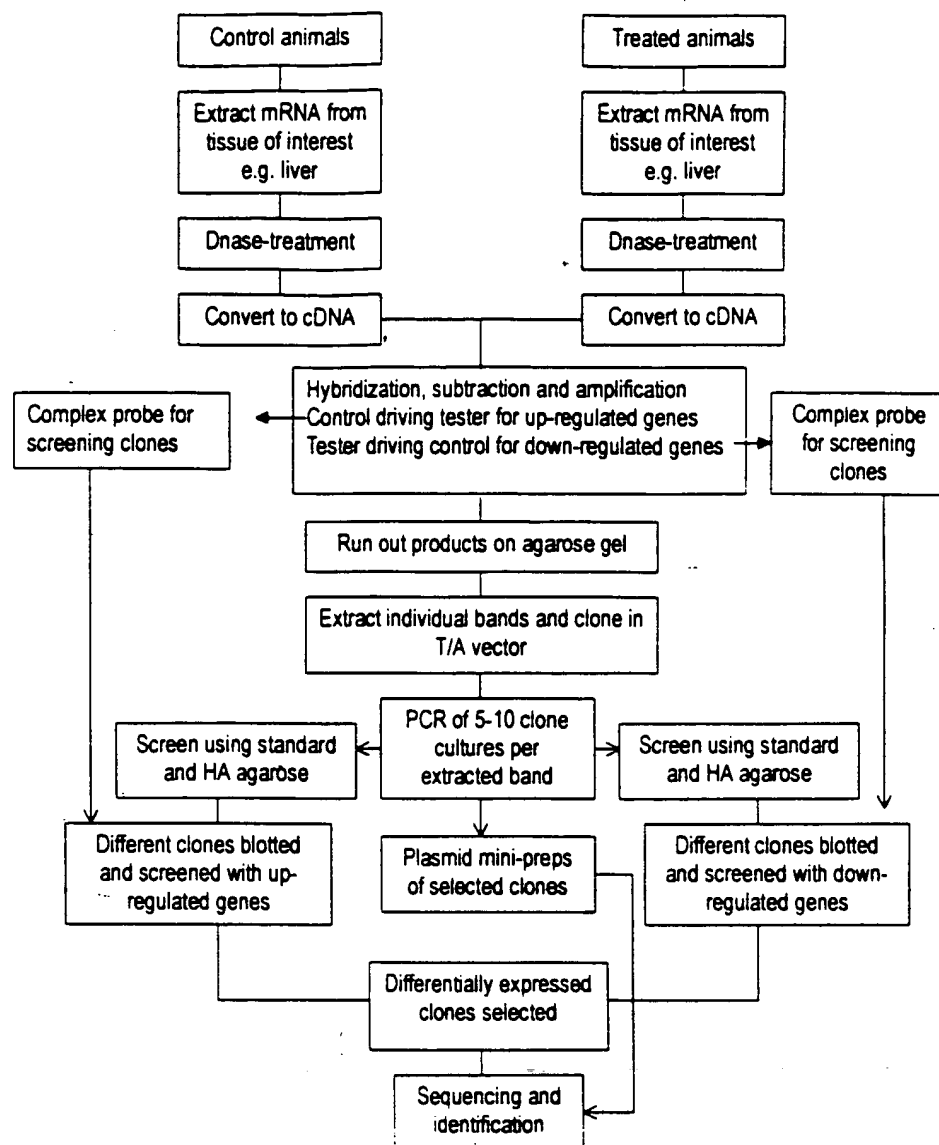 Control animals
Treated animals
Extract mRNA from
tissue of interest
e.g. liver
Extract mRNA from
tissue of interest
e.g. liver
Dnase-treatment
Dnase-treatment
Convert to cDNA
Convert to cDNA
Complex probe for
screening clones
Hybridization, subtraction and amplification
Control driving tester for up-regulated genes
Tester driving control for down-regulated genes
Complex probe
for screening
clones
Run out products on agarose gel
Extract individual bands and clone in
T/A vector
Screen using standard
and HA agarose
PCR of 5-10 clone
cultures per
extracted band
Screen using standard
and HA agarose
Different clones blotted
and screened with up-
regulated genes
Plasmid mini-preps
of selected clones
Different clones blotted
and screened with down-
regulated genes
Differentially expressed
clones selected
Sequencing and
identification